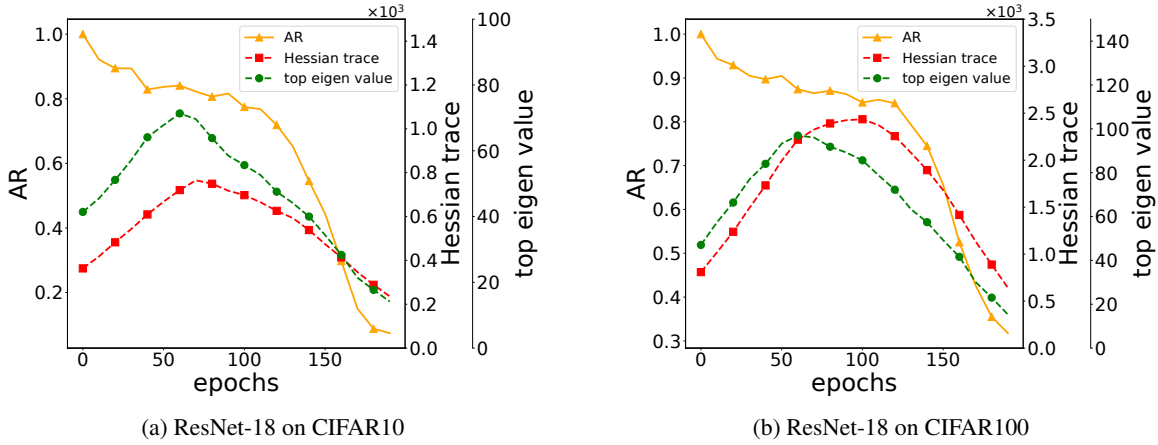 ×10³ 100 ×10³ 3.5
1.0 AR 1.4 80 1.0 AR 3.0 140
Hessian trace Hessian trace
top eigen value 1.2 top eigen value 120
0.8 0.9 2.5
1.0 0.8 100
AR 0.6 Hessian trace 0.8 60 top eigen value AR 0.7 Hessian trace 2.0 80 top eigen value
0.6 1.5
0.4 40 0.6 60
0.4 0.5 1.0 40
0.2 0.2 20 0.4 0.5 20
0.0 0 0.3 0.0 0
0 50 100 150 0 50 100 150
epochs epochs
(a) ResNet-18 on CIFAR10 (b) ResNet-18 on CIFAR100